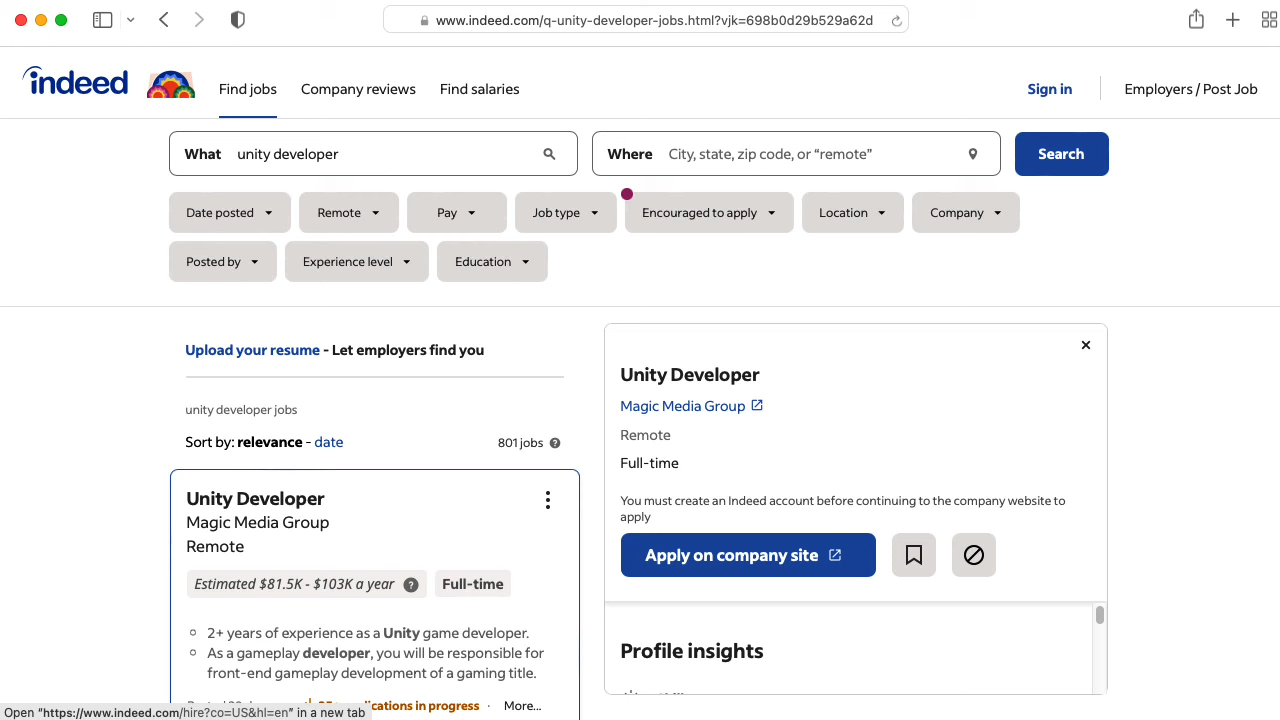 www.indeed.com/q-unity-developer-jobs.html?vjk=698b0d29b529a62d
indeed
Find jobs
Company reviews
Find salaries
Sign in
Employers / Post Job
What unity developer
Where City, state, zip code, or “remote”
Search
Date posted
Remote
Pay
Job type
Encouraged to apply
Location
Company
Posted by
Experience level
Education
Upload your resume - Let employers find you
unity developer jobs
Sort by: relevance - date
801 jobs
Unity Developer
Magic Media Group
Remote
Estimated $81.5K - $103K a year
Full-time
2+ years of experience as a Unity game developer.
As a gameplay developer, you will be responsible for
front-end gameplay development of a gaming title.
in progress
· More...
Open “https://www.indeed.com/hire?co=US&hl=en” in a new tab
Unity Developer
Magic Media Group
Remote
Full-time
You must create an Indeed account before continuing to the company website to
apply
Apply on company site
Profile insights